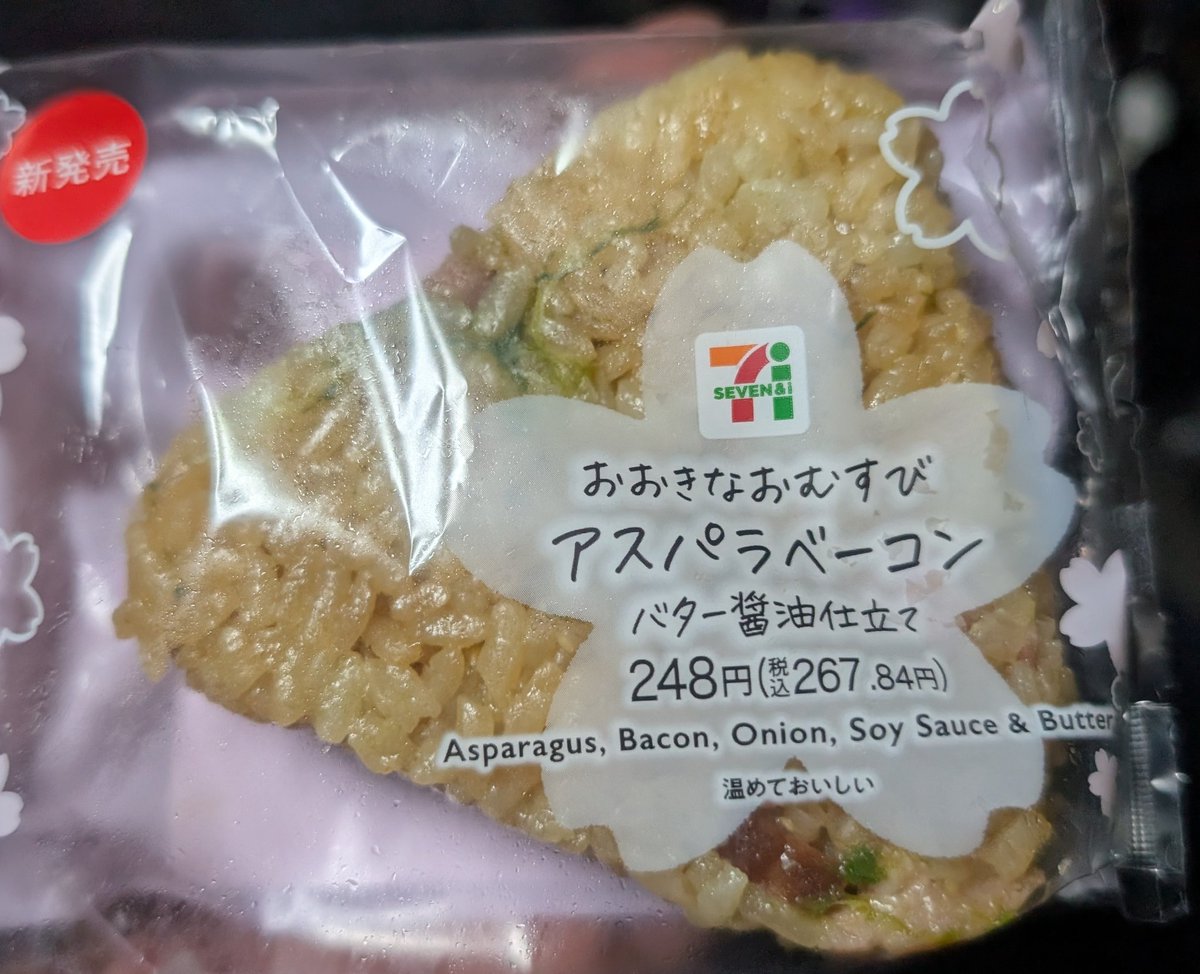 新発売
SEVEN&i
おおきなおむすび
アスパラベーコン
バター醤油仕立て
248円(税込267.84円)
Asparagus, Bacon, Onion, Soy Sauce & Butter
温めておいしい